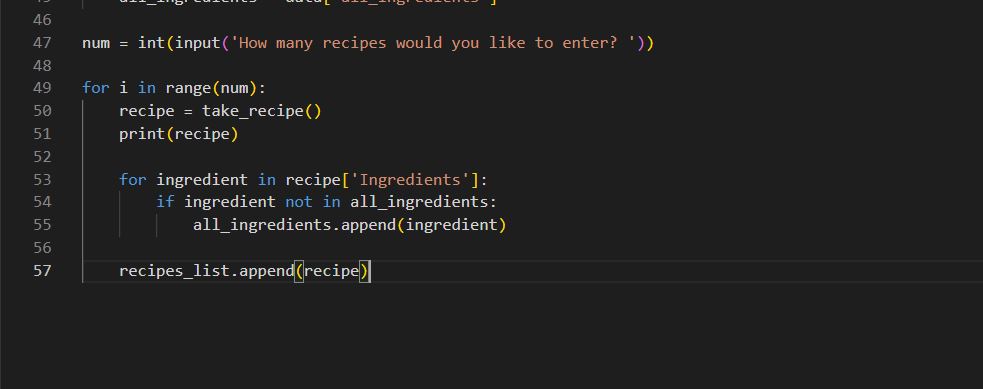 46
47 num = int(input('How many recipes would you like to enter? '))
48
49 for i in range(num):
50     recipe = take_recipe()
51     print(recipe)
52
53     for ingredient in recipe['Ingredients']:
54         if ingredient not in all_ingredients:
55             all_ingredients.append(ingredient)
56
57     recipes_list.append(recipe)